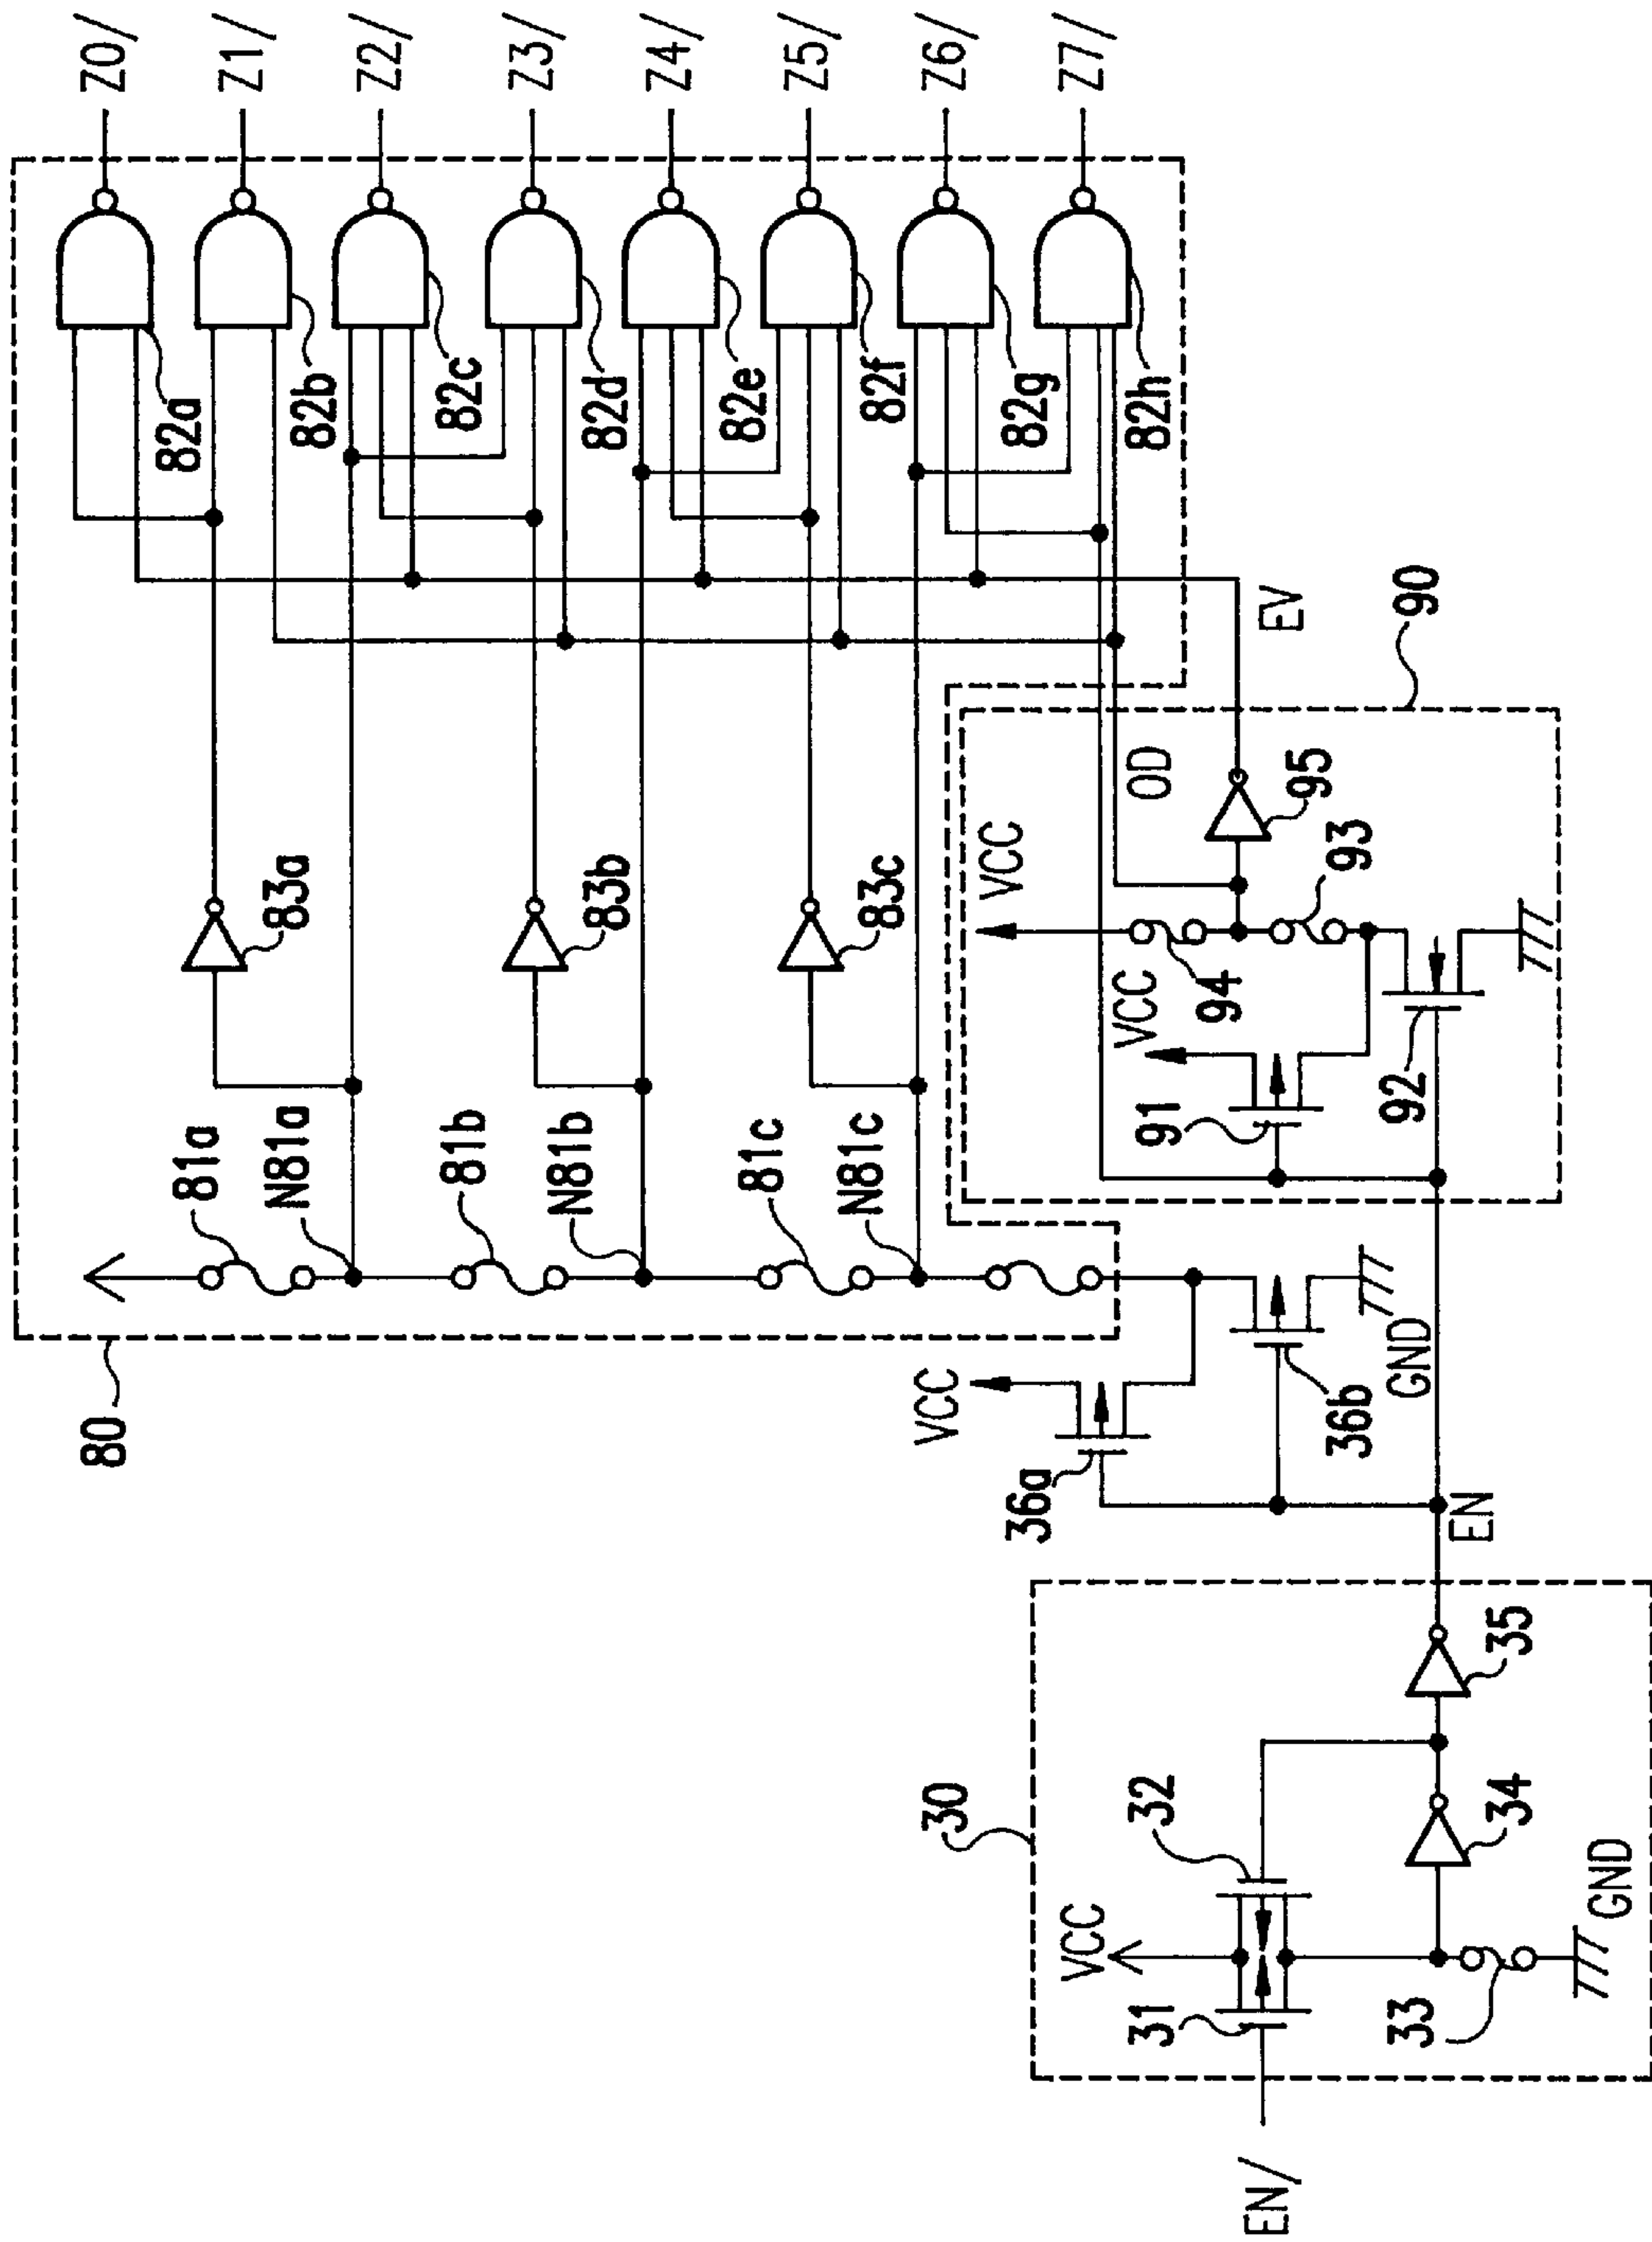 Z0/
Z1/
Z2/
Z3/
Z4/
Z5/
Z6/
Z7/
82a
82b
82c
82d
82e
82f
82g
82h
83a
83b
83c
81a
N81a
81b
N81b
81c
N81c
80
EV
90
OD
VCC
95
93
94
VCC
91
92
VCC
36a
36b
GND
EN
30
35
32
34
VCC
31
33
GND
EN/